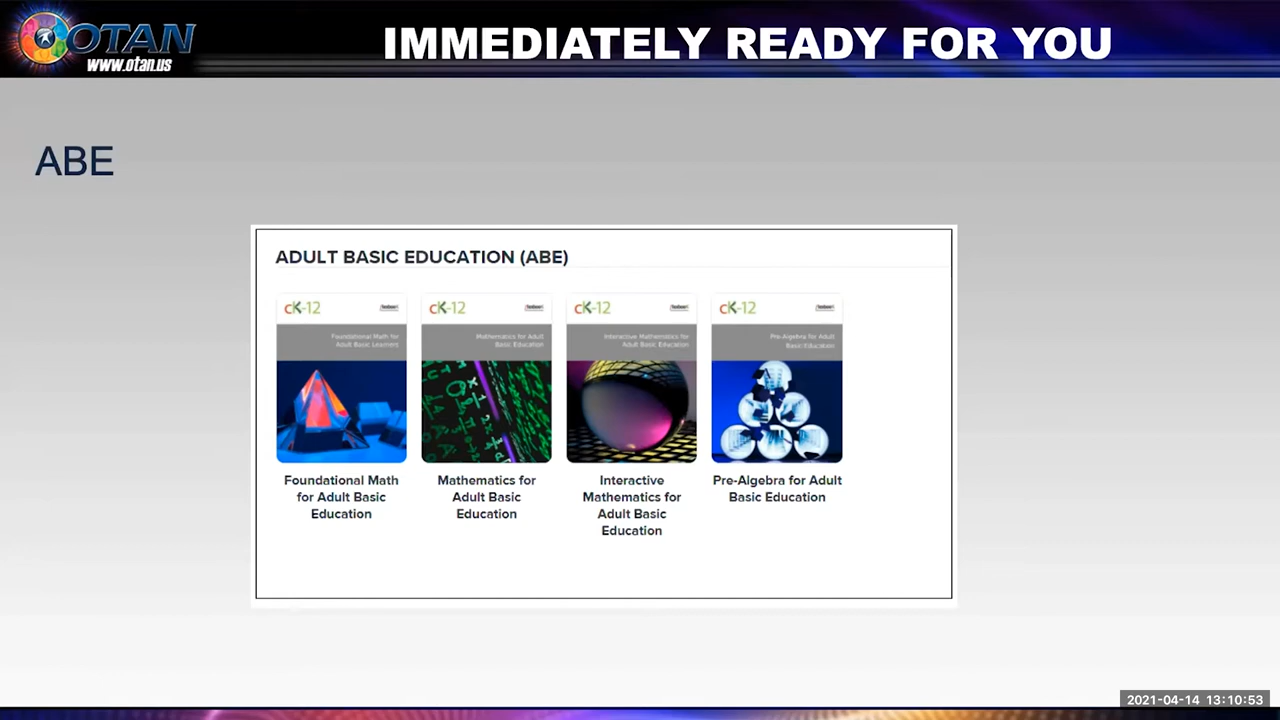 OTAN
www.otan.us
IMMEDIATELY READY FOR YOU
ABE
ADULT BASIC EDUCATION (ABE)
cK-12
Foundational Math for
Adult Basic Learners
cK-12
Mathematics for Adult
Basic Education
cK-12
Interactive Mathematics for
Adult Basic Education
cK-12
Pre-Algebra for Adult
Basic Education
Foundational Math
for Adult Basic
Education
Mathematics for
Adult Basic
Education
Interactive
Mathematics for
Adult Basic
Education
Pre-Algebra for Adult
Basic Education
2021-04-14 13:10:53